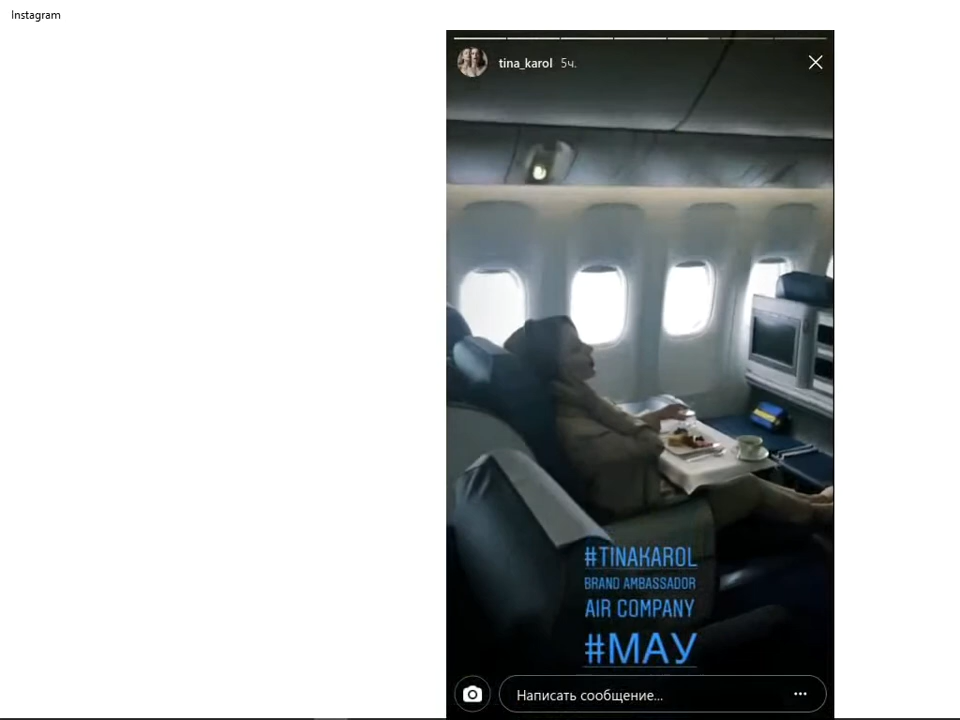 Instagram
tina_karol 5ч.
#TINAKAROL
BRAND AMBASSADOR
AIR COMPANY
#МАУ
Написать сообщение...